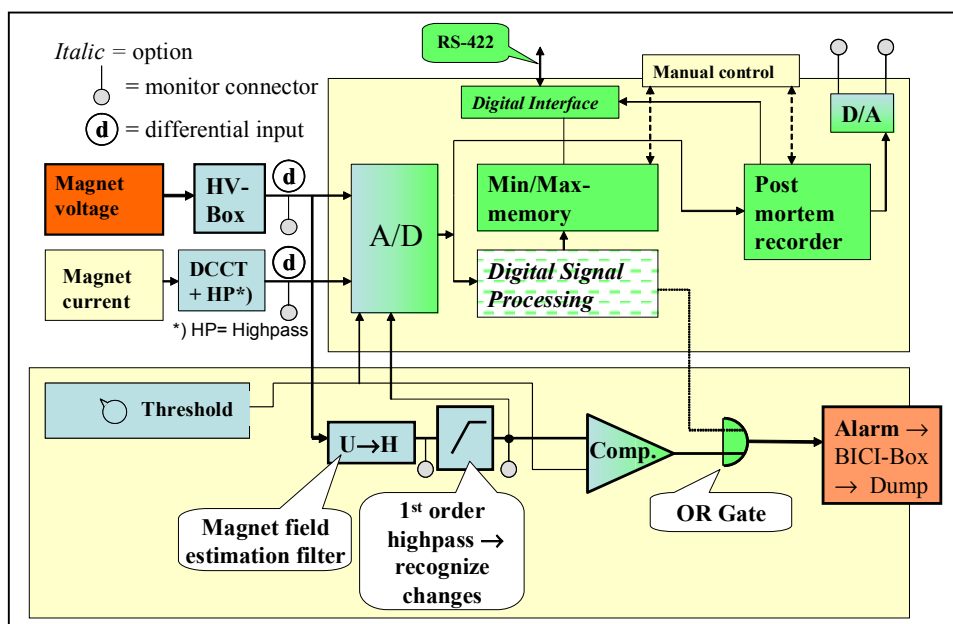 Italic = option
= monitor connector
d = differential input
RS-422
Manual control
Digital Interface
D/A
Magnet
voltage
HV-
Box
d
A/D
Min/Max-
memory
Post
mortem
recorder
Magnet
current
DCCT
+ HP*)
d
Digital Signal
Processing
*) HP= Highpass
Threshold
U→H
Comp.
Alarm →
BICI-Box
→ Dump
OR Gate
Magnet field
estimation filter
1st order
highpass →
recognize
changes